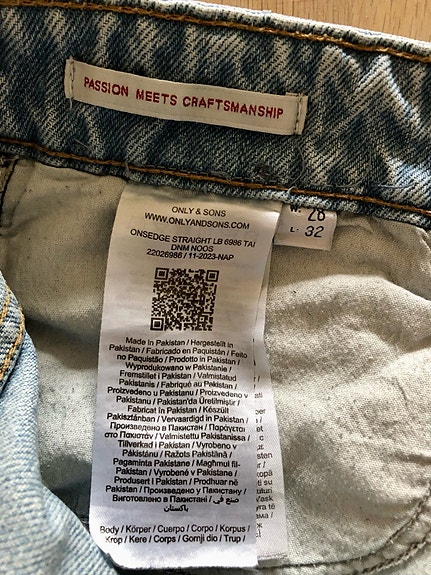 PASSION MEETS CRAFTSMANSHIP
W: 28
L: 32
ONLY & SONS
WWW.ONLYANDSONS.COM
ONSEDGE STRAIGHT LB 6986 TAI
DNM NOOS
22026986 / 11-2023-NAP
Made in Pakistan / Hergestellt in
Pakistan / Fabricado en Paquistán / Feito
no Paquistão / Prodotto in Pakistan /
Wyprodukowano w Pakistanie /
Fremstillet i Pakistan / Valmistatud
Pakistanis / Fabriqué au Pakistan /
Proizvedeno u Pakistanu / Proizvedeno v
Pakistanu / Pakistan'da Üretilmiştir /
Fabricat în Pakistan / Készült
Pakisztánban / Vervaardigd in Pakistan /
Произведено в Пакистан / Παράγεται
στο Πακιστάν / Valmistettu Pakistanissa /
Tillverkad i Pakistan / Vyrobeno v
Pákistánu / Ražots Pakistānā /
Pagaminta Pakistane / Maghmul fil-
Pakistan / Vyrobené v Pakistane /
Produsert i Pakistan / Prodhuar në
Pakistan / Произведено у Пакистану /
Виготовлено в Пакистані / صنع في
باكستان
Body / Körper / Cuerpo / Corpo / Korpus /
Krop / Kere / Corps / Gornji dio / Trup /